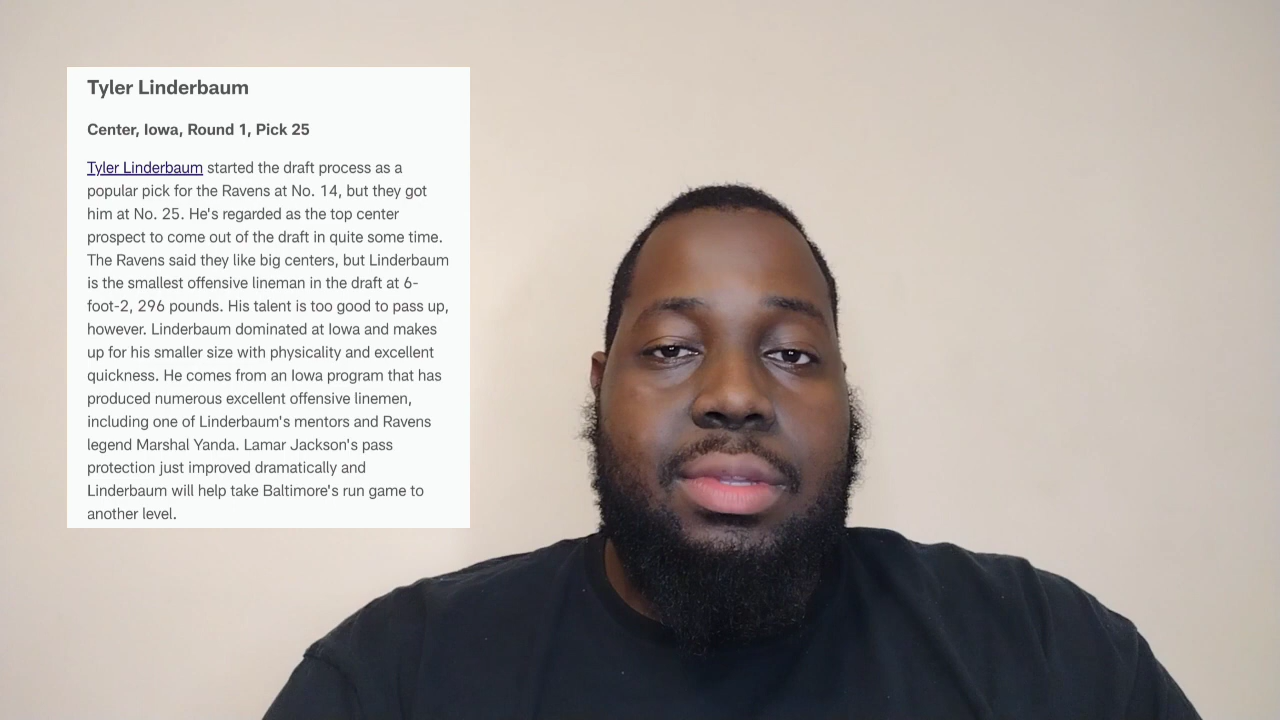 Tyler Linderbaum
Center, Iowa, Round 1, Pick 25
Tyler Linderbaum started the draft process as a
popular pick for the Ravens at No. 14, but they got
him at No. 25. He's regarded as the top center
prospect to come out of the draft in quite some time.
The Ravens said they like big centers, but Linderbaum
is the smallest offensive lineman in the draft at 6-
foot-2, 296 pounds. His talent is too good to pass up,
however. Linderbaum dominated at Iowa and makes
up for his smaller size with physicality and excellent
quickness. He comes from an Iowa program that has
produced numerous excellent offensive linemen,
including one of Linderbaum's mentors and Ravens
legend Marshal Yanda. Lamar Jackson's pass
protection just improved dramatically and
Linderbaum will help take Baltimore's run game to
another level.